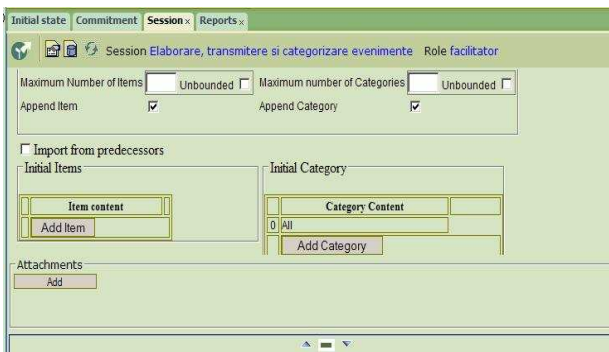 Initial state Commitment Session x Reports x
Session Elaborare, transmitere si categorizare evenimente Role facilitator
Maximum Number of Items Unbounded Maximum number of Categories Unbounded
Append Item Append Category
Import from predecessors
Initial Items Initial Category
Item content Category Content
Add Item 0 All
Add Category
Attachments
Add